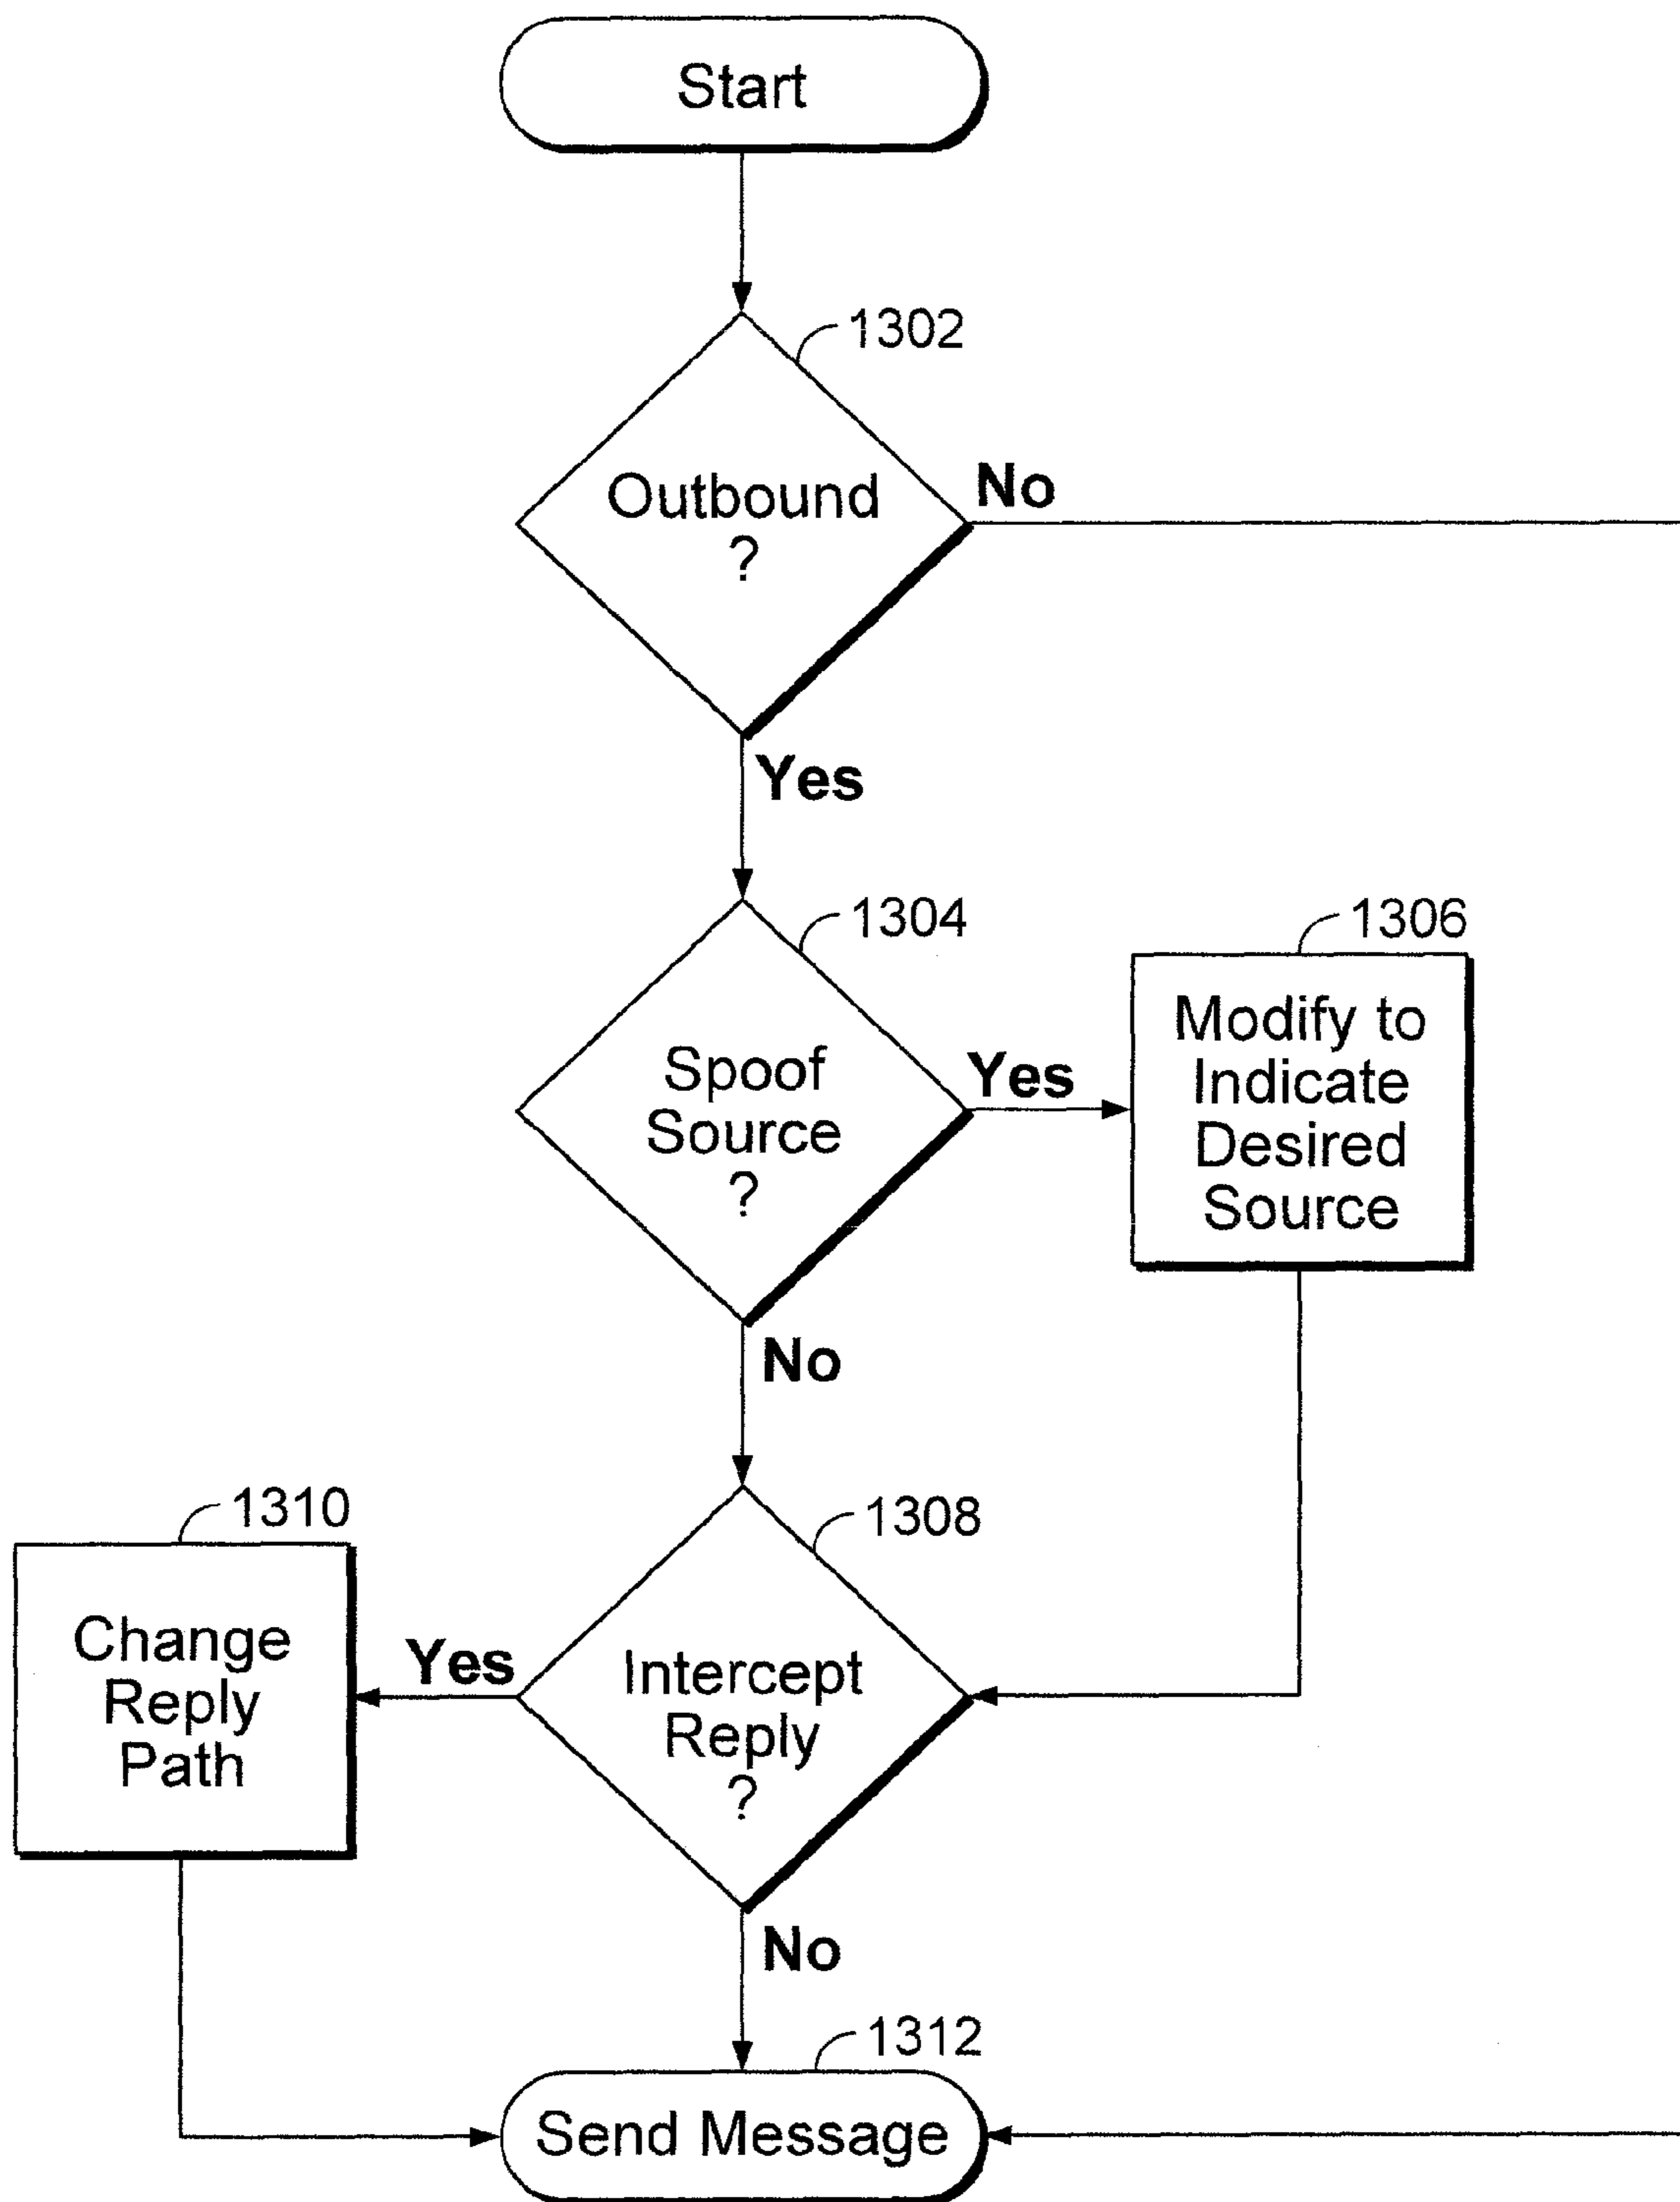 Start
1302
Outbound
?
No
Yes
1304
Spoof
Source
?
Yes
1306
Modify to
Indicate
Desired
Source
No
1310
Change
Reply
Path
Yes
1308
Intercept
Reply
?
No
1312
Send Message